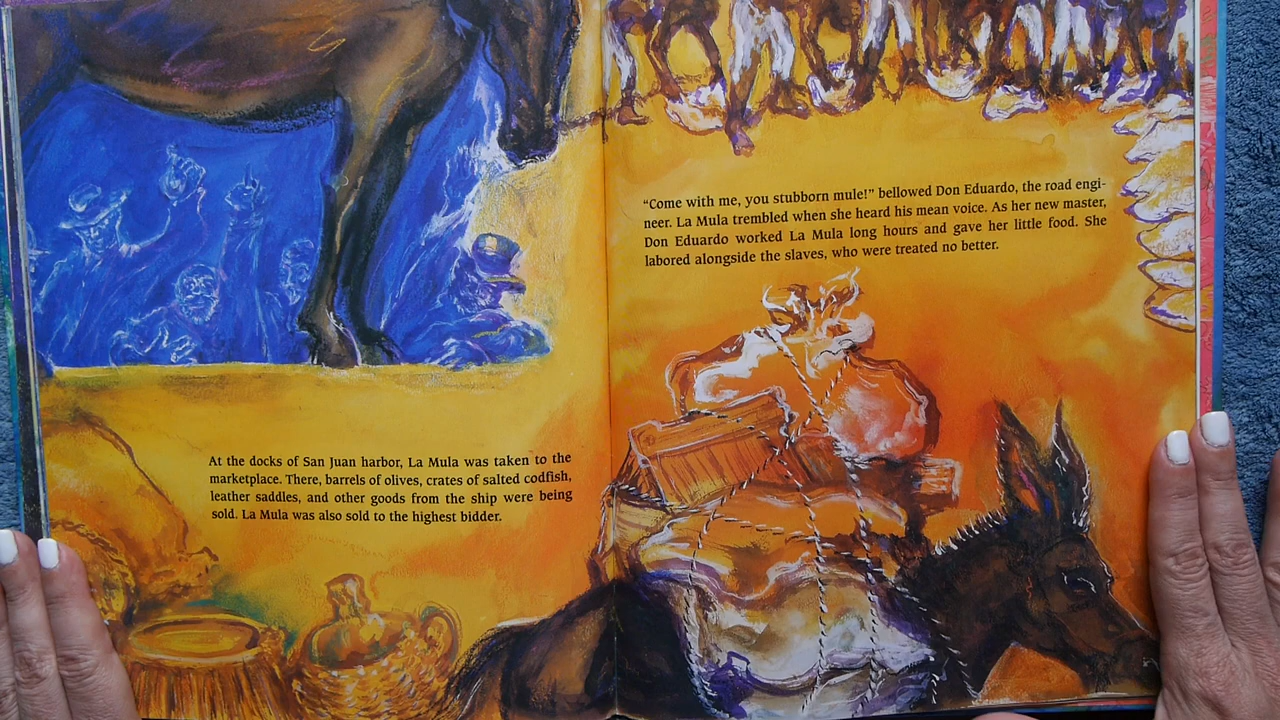 At the docks of San Juan harbor, La Mula was taken to the
marketplace. There, barrels of olives, crates of salted codfish,
leather saddles, and other goods from the ship were being
sold. La Mula was also sold to the highest bidder.
“Come with me, you stubborn mule!” bellowed Don Eduardo, the road engi-
neer. La Mula trembled when she heard his mean voice. As her new master,
Don Eduardo worked La Mula long hours and gave her little food. She
labored alongside the slaves, who were treated no better.